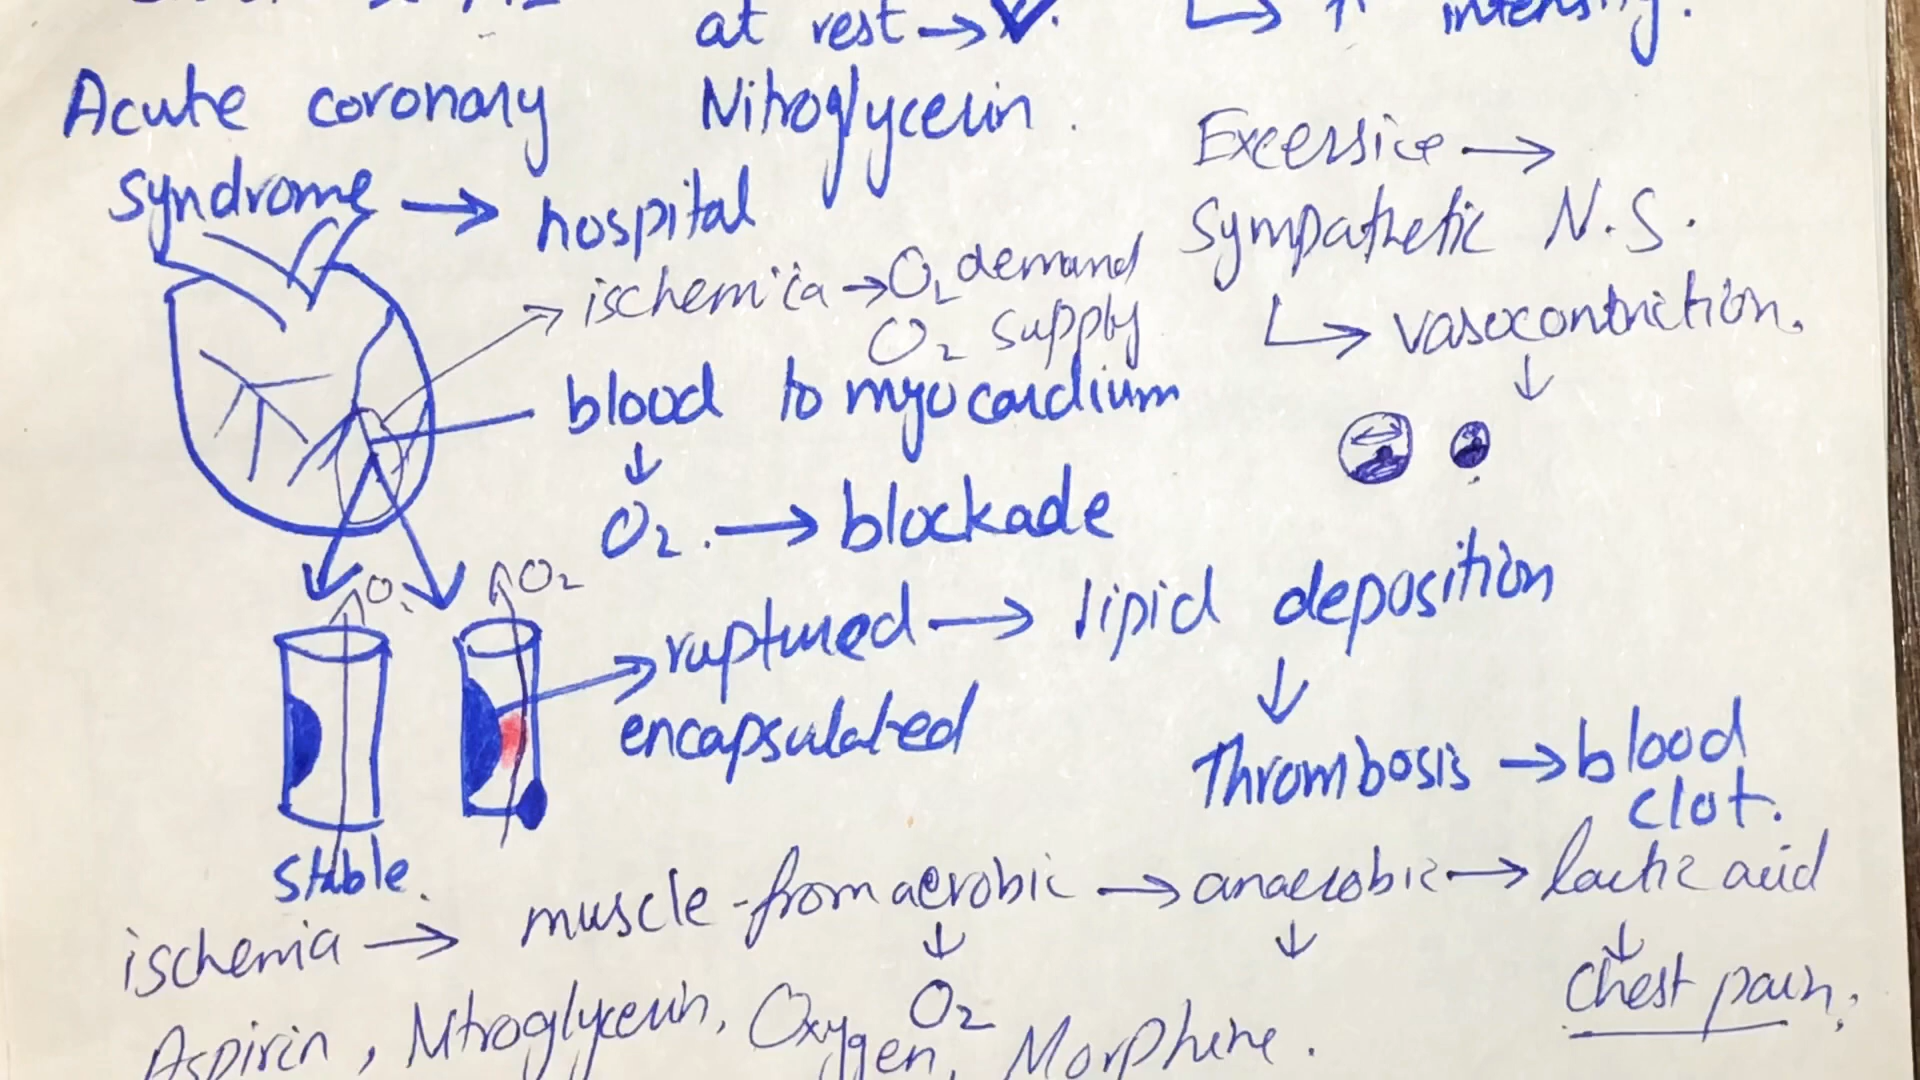 at rest → ✓. ↳ ↑ intensity.
Acute coronary
syndrome → hospital
Nitroglycerin.
Excersice →
Sympathetic N.S.
↳ vasocontriction.
↓
ischemia → O₂ demand
O₂ supply
blood to myocardium
↓
O₂. → blockade
O₂
O₂
→ ruptured → lipid deposition
encapsulated
↓
Thrombosis → blood
clot.
Stable.
ischemia → muscle - from aerobic → anaerobic → lactic acid
↓ ↓ ↓
O₂
Chest pain.
Aspirin, Nitroglycerin, Oxygen, Morphine.